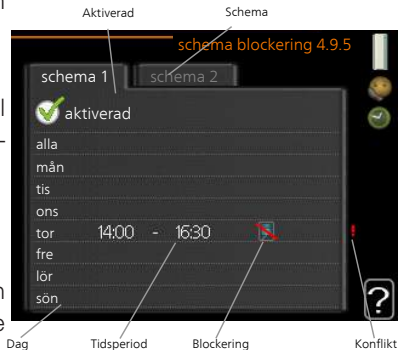 Aktiverad Schema
schema blockering 4.9.5
schema 1 schema 2
aktiverad
alla
mån
tis
ons
tor 14:00 - 16:30 !
fre
lör
sön
?
Dag Tidsperiod Blockering Konflikt